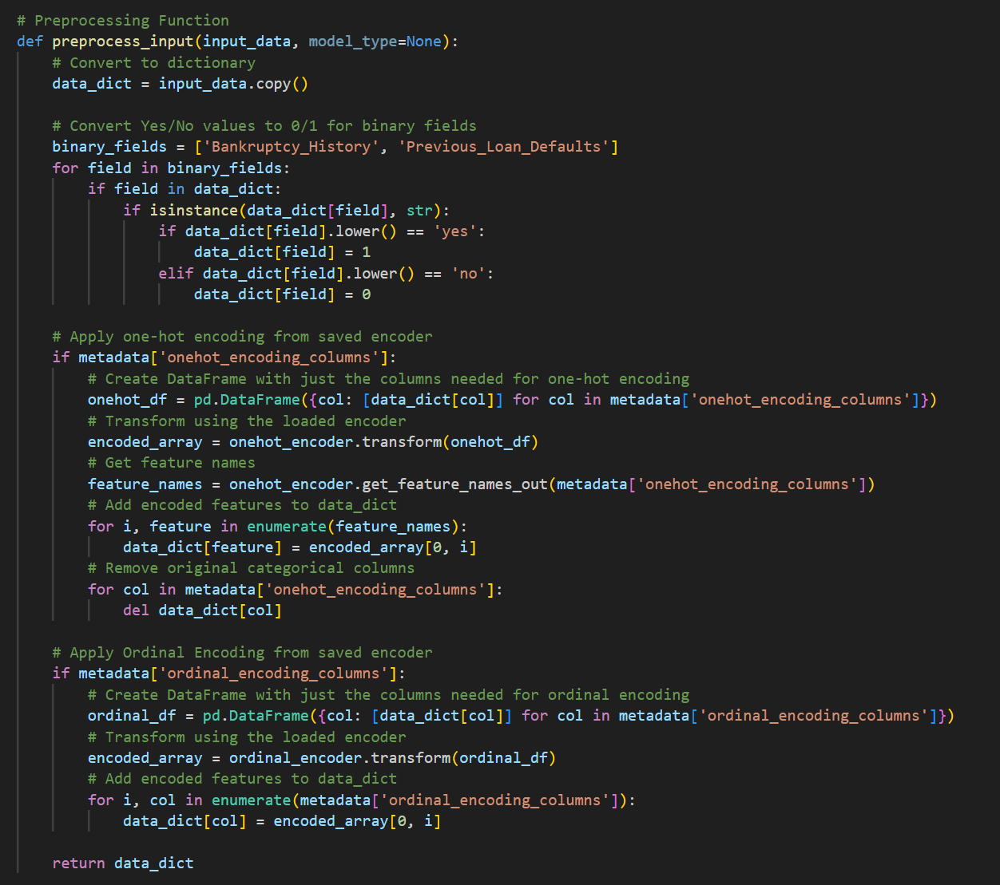 # Preprocessing Function
def preprocess_input(input_data, model_type=None):
    # Convert to dictionary
    data_dict = input_data.copy()

    # Convert Yes/No values to 0/1 for binary fields
    binary_fields = ['Bankruptcy_History', 'Previous_Loan_Defaults']
    for field in binary_fields:
        if field in data_dict:
            if isinstance(data_dict[field], str):
                if data_dict[field].lower() == 'yes':
                    data_dict[field] = 1
                elif data_dict[field].lower() == 'no':
                    data_dict[field] = 0

    # Apply one-hot encoding from saved encoder
    if metadata['onehot_encoding_columns']:
        # Create DataFrame with just the columns needed for one-hot encoding
        onehot_df = pd.DataFrame({col: [data_dict[col]] for col in metadata['onehot_encoding_columns']})
        # Transform using the loaded encoder
        encoded_array = onehot_encoder.transform(onehot_df)
        # Get feature names
        feature_names = onehot_encoder.get_feature_names_out(metadata['onehot_encoding_columns'])
        # Add encoded features to data_dict
        for i, feature in enumerate(feature_names):
            data_dict[feature] = encoded_array[0, i]
        # Remove original categorical columns
        for col in metadata['onehot_encoding_columns']:
            del data_dict[col]

    # Apply Ordinal Encoding from saved encoder
    if metadata['ordinal_encoding_columns']:
        # Create DataFrame with just the columns needed for ordinal encoding
        ordinal_df = pd.DataFrame({col: [data_dict[col]] for col in metadata['ordinal_encoding_columns']})
        # Transform using the loaded encoder
        encoded_array = ordinal_encoder.transform(ordinal_df)
        # Add encoded features to data_dict
        for i, col in enumerate(metadata['ordinal_encoding_columns']):
            data_dict[col] = encoded_array[0, i]

    return data_dict